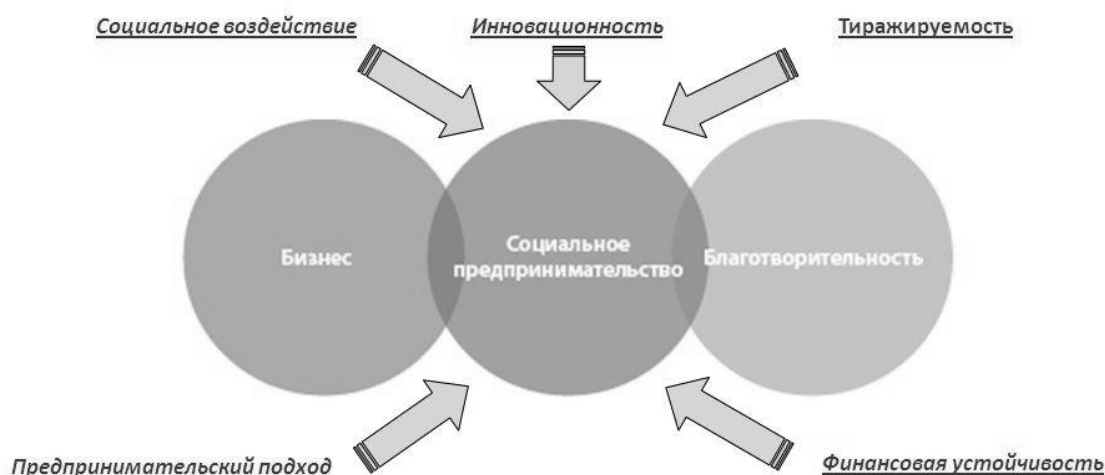 Социальное воздействие
Инновационность
Тиражируемость
Бизнес
Социальное
предпринимательство
Благотворительность
Предпринимательский подход
Финансовая устойчивость